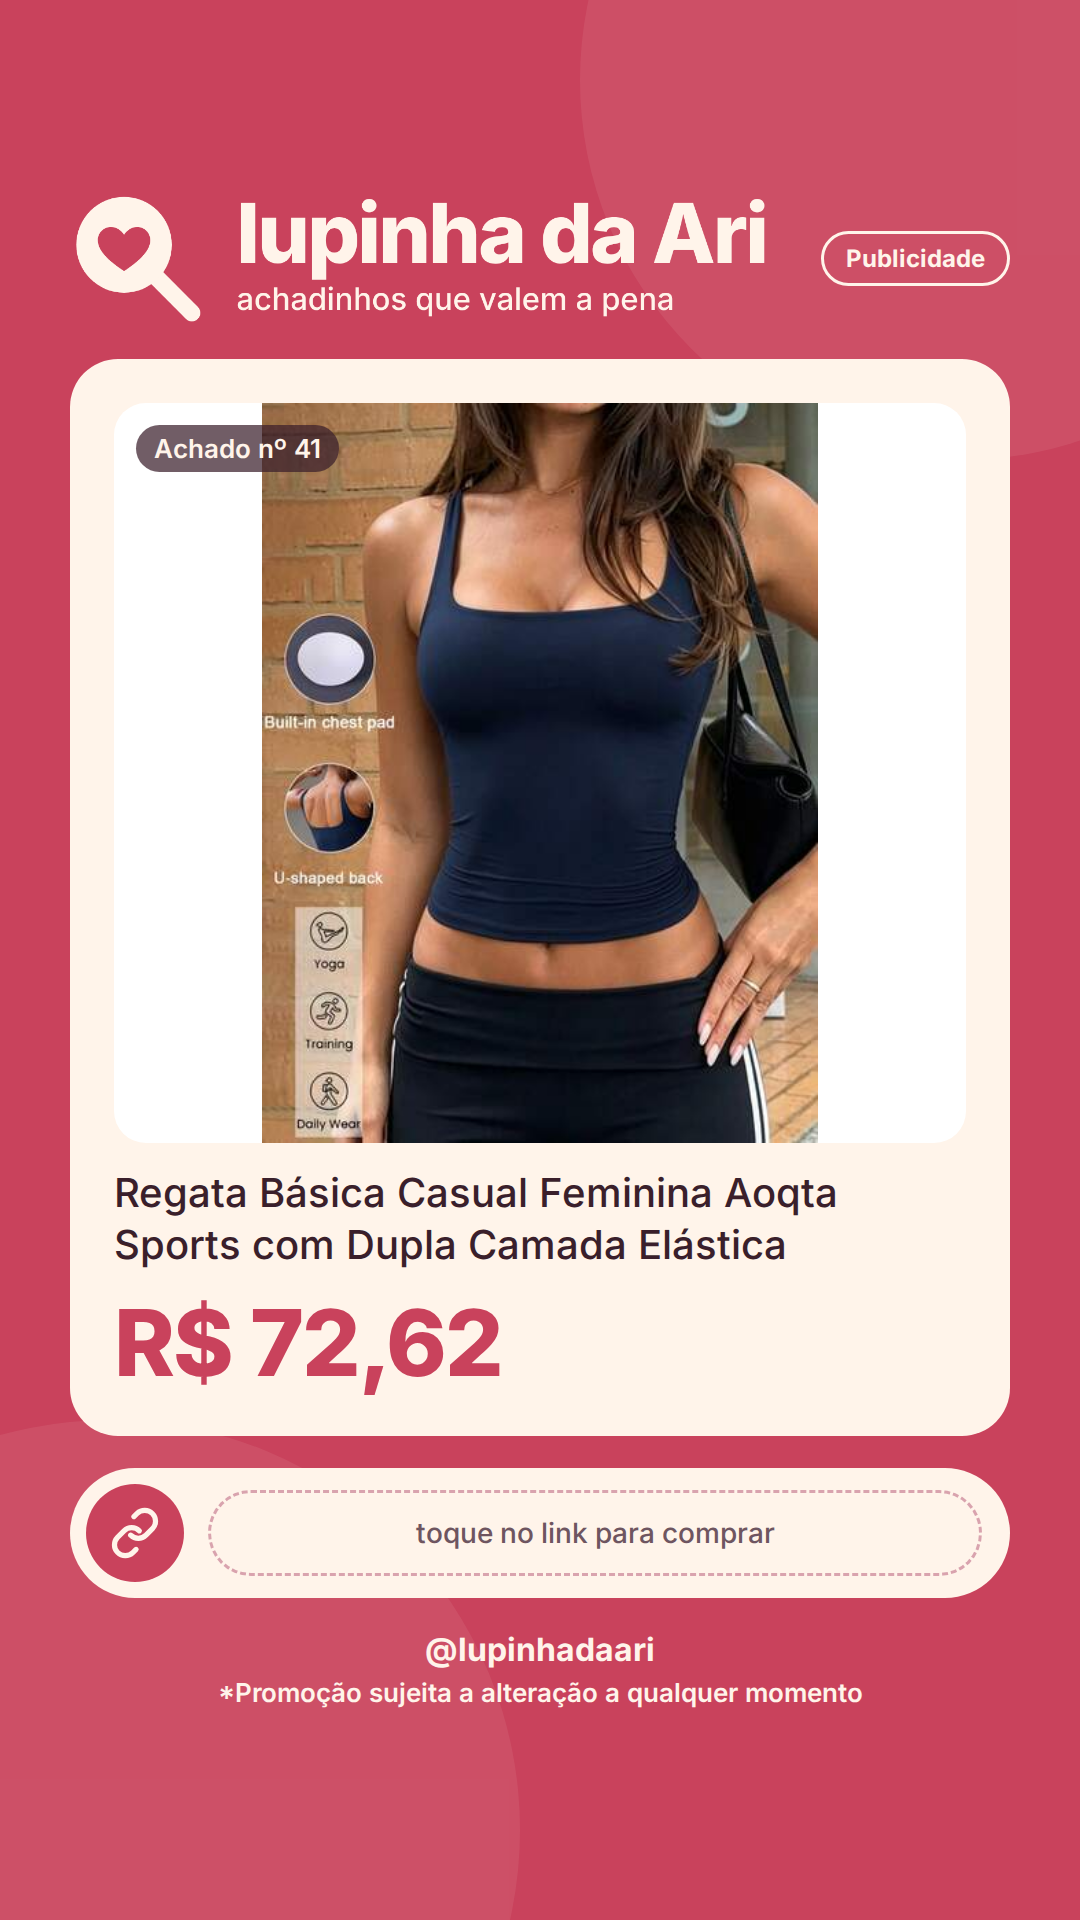 lupinha da Ari
achadinhos que valem a pena
Publicidade
Achado nº 41
Built-in chest pad
U-shaped back
Yoga
Training
Daily Wear
Regata Básica Casual Feminina Aoqta
Sports com Dupla Camada Elástica
R$ 72,62
toque no link para comprar
@lupinhadaari
*Promoção sujeita a alteração a qualquer momento